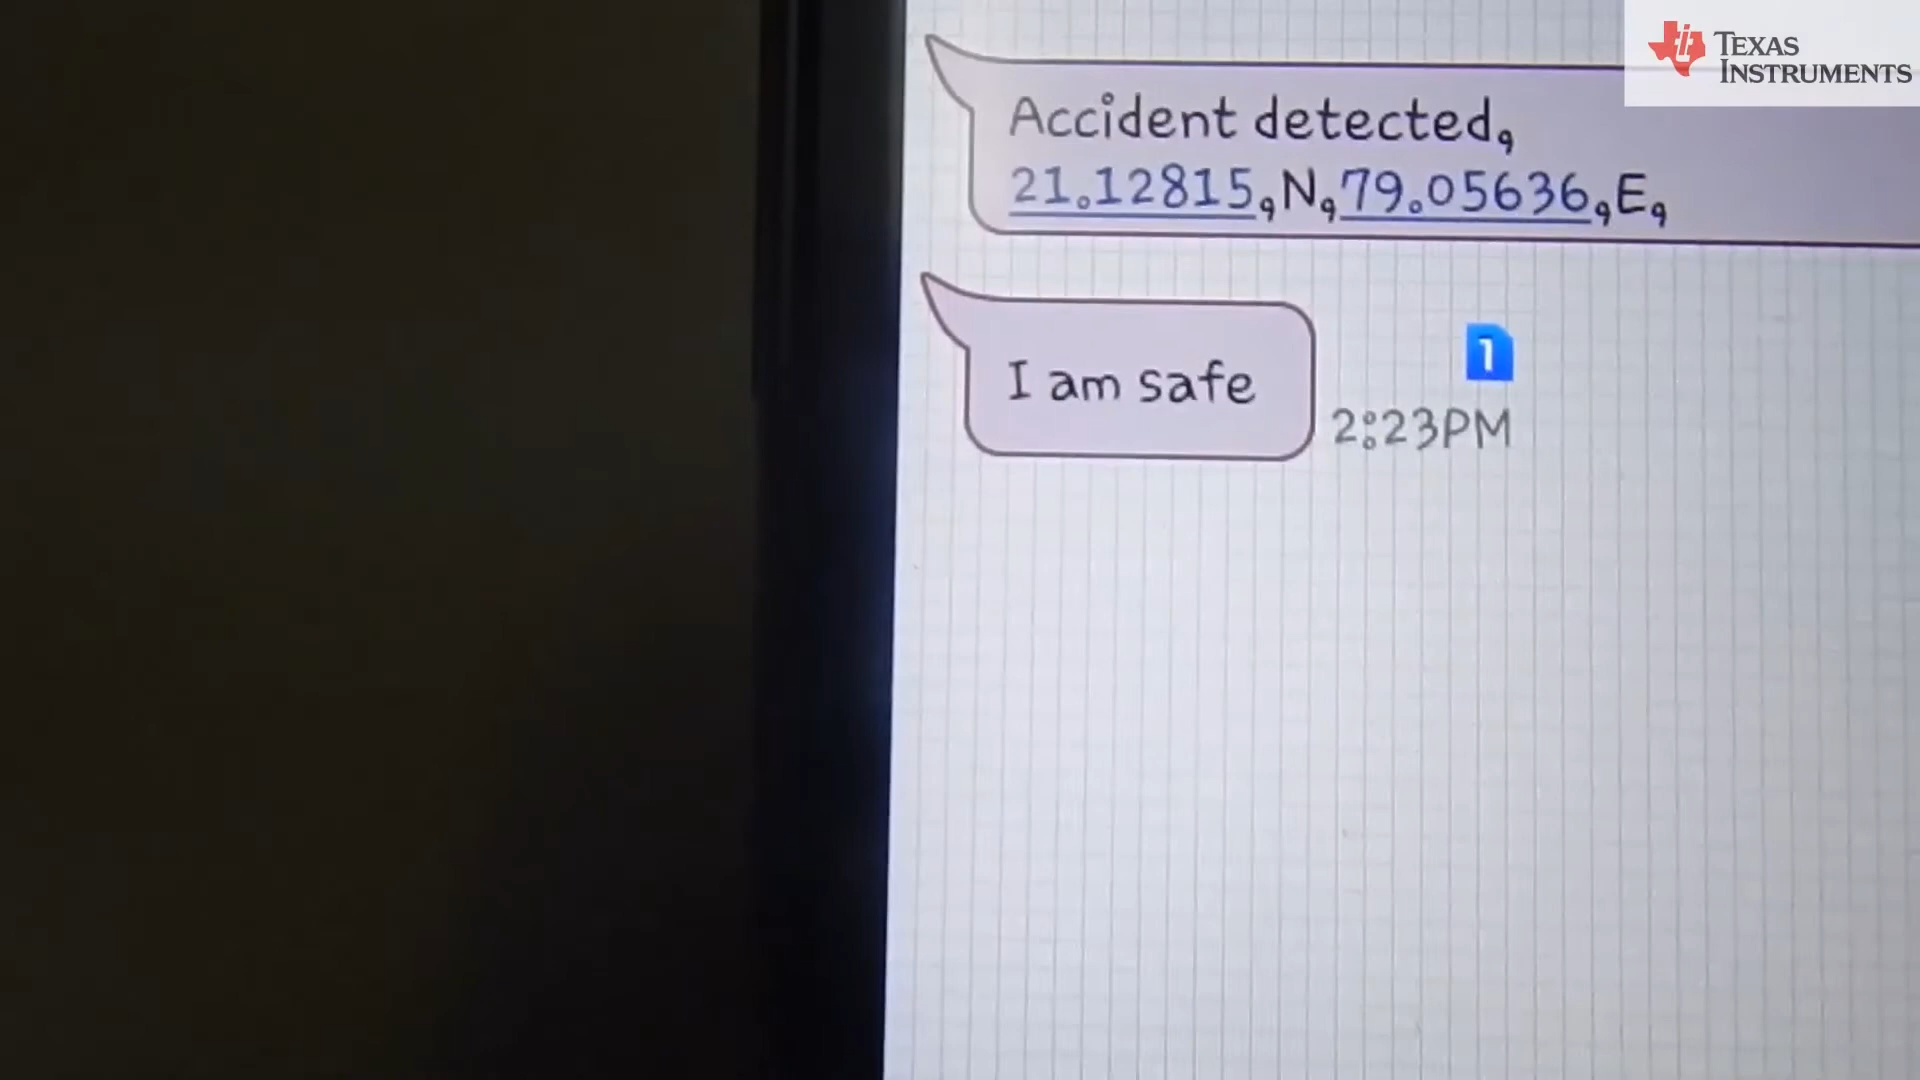 TEXAS
INSTRUMENTS
Accident detected,
21.12815,N,79.05636,E,
I am safe
1
2:23PM